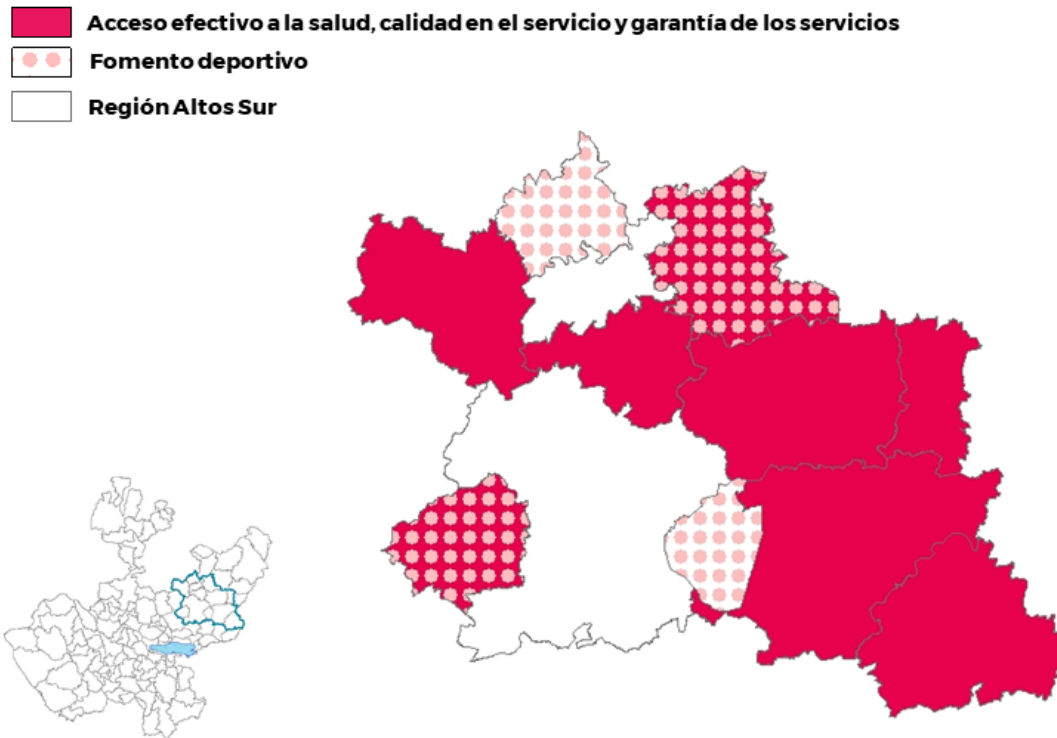 Acceso efectivo a la salud, calidad en el servicio y garantía de los servicios
Fomento deportivo
Región Altos Sur